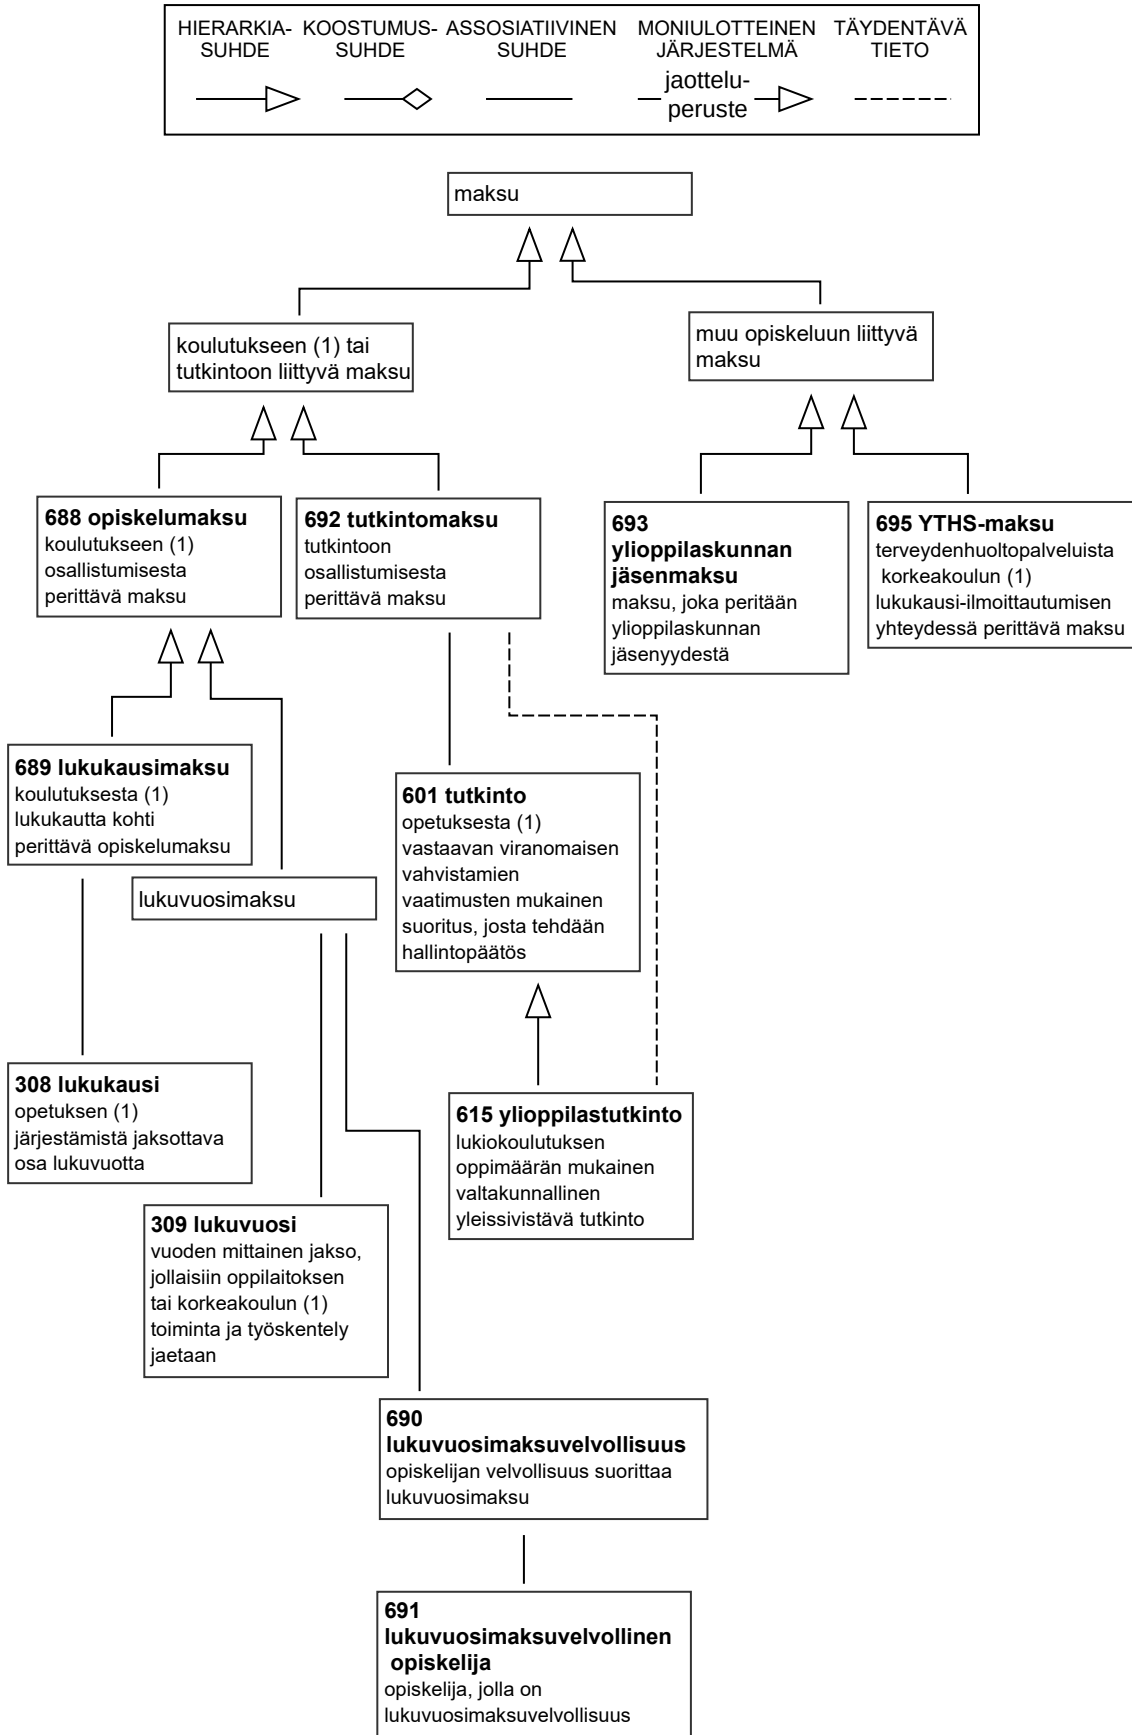 HIERARKIA-
SUHDE
KOOSTUMUS-
SUHDE
ASSOSIATIIVINEN
SUHDE
MONIULOTTEINEN
JÄRJESTELMÄ
TÄYDENTÄVÄ
TIETO
jaottelu-
peruste
maksu
koulutukseen (1) tai
tutkintoon liittyvä maksu
muu opiskeluun liittyvä
maksu
688 opiskelumaksu
koulutukseen (1)
osallistumisesta
perittävä maksu
692 tutkintomaksu
tutkintoon
osallistumisesta
perittävä maksu
693
ylioppilaskunnan
jäsenmaksu
maksu, joka peritään
ylioppilaskunnan
jäsenyydestä
695 YTHS-maksu
terveydenhuoltopalveluista
korkeakoulun (1)
lukukausi-ilmoittautumisen
yhteydessä perittävä maksu
689 lukukausimaksu
koulutuksesta (1)
lukukautta kohti
perittävä opiskelumaksu
lukuvuosimaksu
601 tutkinto
opetuksesta (1)
vastaavan viranomaisen
vahvistamien
vaatimusten mukainen
suoritus, josta tehdään
hallintopäätös
308 lukukausi
opetuksen (1)
järjestämistä jaksottava
osa lukuvuotta
615 ylioppilastutkinto
lukiokoulutuksen
oppimäärän mukainen
valtakunnallinen
yleissivistävä tutkinto
309 lukuvuosi
vuoden mittainen jakso,
jollaisiin oppilaitoksen
tai korkeakoulun (1)
toiminta ja työskentely
jaetaan
690
lukuvuosimaksuvelvollisuus
opiskelijan velvollisuus suorittaa
lukuvuosimaksu
691
lukuvuosimaksuvelvollinen
opiskelija
opiskelija, jolla on
lukuvuosimaksuvelvollisuus